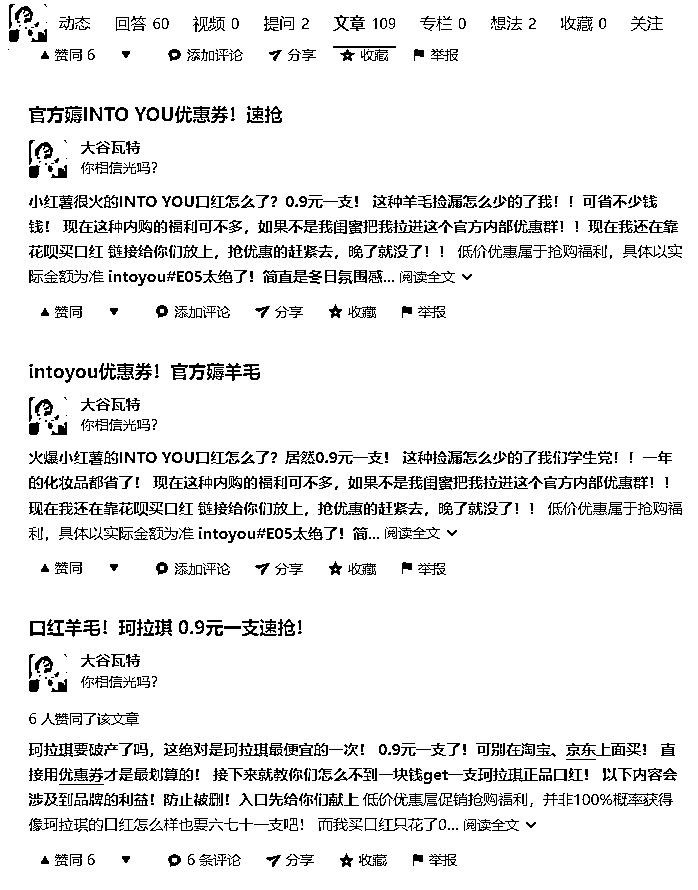 动态 回答 60 视频 0 提问 2 文章 109 专栏 0 想法 2 收藏 0 关注
▲ 赞同 6 ▼ 添加评论 分享 收藏 举报
官方薅INTO YOU优惠券！速抢
大谷瓦特
你相信光吗？
小红薯很火的INTO YOU口红怎么了？0.9元一支！ 这种羊毛捡漏怎么少的了我！！可省不少钱
钱！ 现在这种内购的福利可不多，如果不是我闺蜜把我拉进这个官方内部优惠群！！现在我还在靠
花呗买口红 链接给你们放上，抢优惠的赶紧去，晚了就没了！！ 低价优惠属于抢购福利，具体以实
际金额为准 intoyou#E05太绝了！简直是冬日氛围感... 阅读全文
▲ 赞同 ▼ 添加评论 分享 收藏 举报
intoyou优惠券！官方薅羊毛
大谷瓦特
你相信光吗？
火爆小红薯的INTO YOU口红怎么了？居然0.9元一支！ 这种捡漏怎么少的了我们学生党！！一年
的化妆品都省了！ 现在这种内购的福利可不多，如果不是我闺蜜把我拉进这个官方内部优惠群！！
现在我还在靠花呗买口红 链接给你们放上，抢优惠的赶紧去，晚了就没了！！ 低价优惠属于抢购福
利，具体以实际金额为准 intoyou#E05太绝了！简... 阅读全文
▲ 赞同 ▼ 添加评论 分享 收藏 举报
口红羊毛！珂拉琪 0.9元一支速抢！
大谷瓦特
你相信光吗？
6 人赞同了该文章
珂拉琪要破产了吗，这绝对是珂拉琪最便宜的一次！ 0.9元一支了！可别在淘宝、京东上面买！ 直
接用优惠券才是最划算的！ 接下来就教你们怎么不到一块钱get一支珂拉琪正品口红！ 以下内容会
涉及到品牌的利益！防止被删！入口先给你们献上 低价优惠属促销抢购福利，并非100%概率获得
像珂拉琪的口红怎么样也要六七十一支吧！ 而我买口红只花了0... 阅读全文
▲ 赞同 6 ▼ 6 条评论 分享 收藏 举报